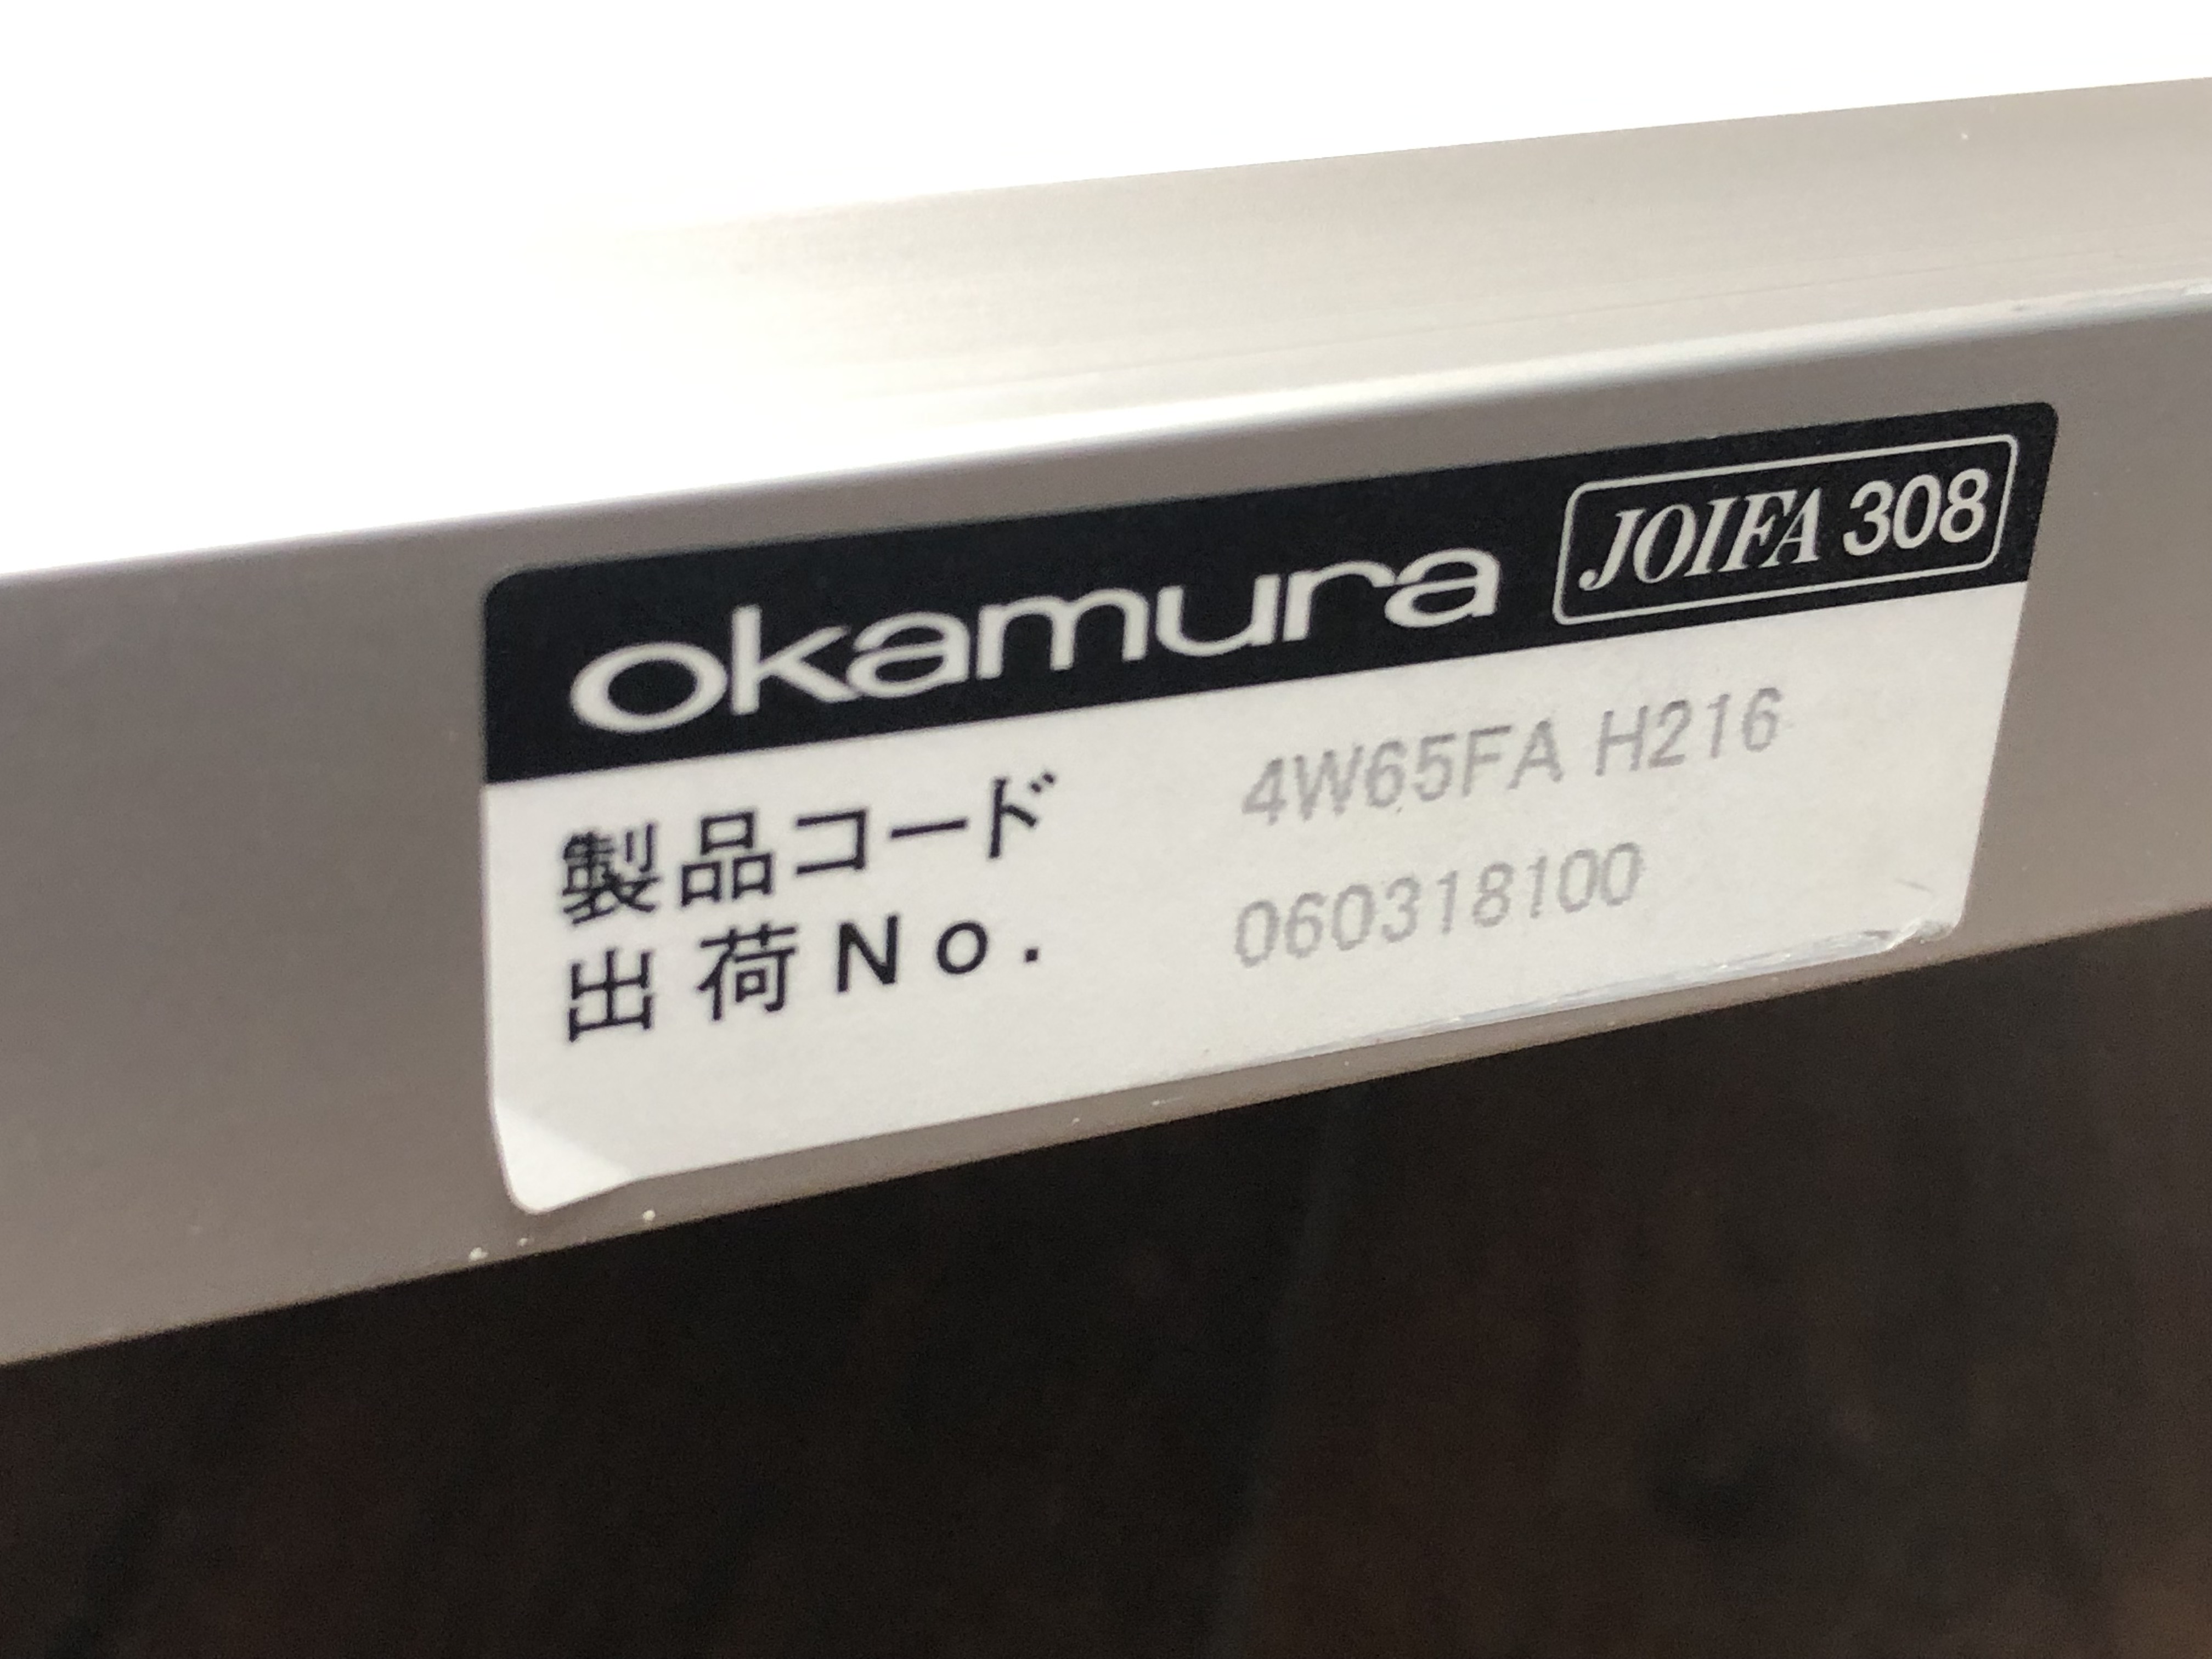 okamura JOIFA 308
製品コード 4W65FA H216
出荷No. 060318100